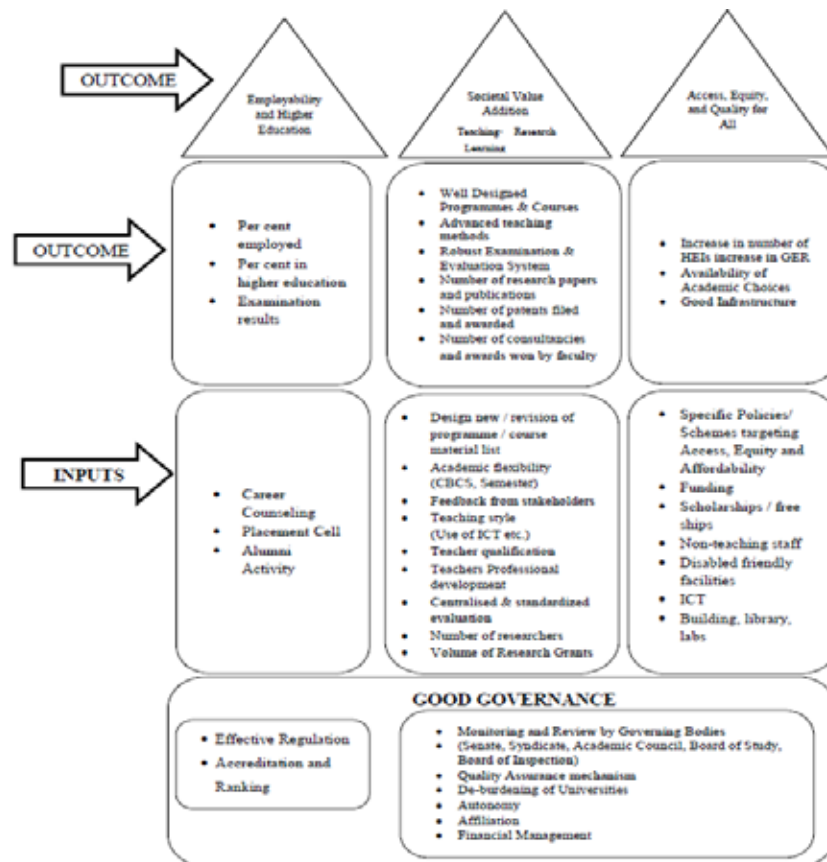 OUTCOME
Employability
and Higher
Education
Societal Value
Addition
Teaching- Research
Learning
Access, Equity,
and Quality for
All
OUTCOME
• Per cent
employed
• Per cent in
higher education
• Examination
results
• Well Designed
Programmes & Courses
• Advanced teaching
methods
• Robust Examination &
Evaluation System
• Number of research papers
and publications
• Number of patents filed
and awarded
• Number of consultancies
and awards won by faculty
• Increase in number of
HEIs increase in GER
• Availability of
Academic Choices
• Good Infrastructure
INPUTS
• Career
Counseling
• Placement Cell
• Alumni
Activity
• Design new / revision of
programme / course
material list
• Academic flexibility
(CBCS, Semester)
• Feedback from stakeholders
• Teaching style
(Use of ICT etc.)
• Teacher qualification
• Teachers Professional
development
• Centralised & standardized
evaluation
• Number of researchers
• Volume of Research Grants
• Specific Policies/
Schemes targeting
Access, Equity and
Affordability
• Funding
• Scholarships / free
ships
• Non-teaching staff
• Disabled friendly
facilities
• ICT
• Building, library,
labs
GOOD GOVERNANCE
• Effective Regulation
• Accreditation and
Ranking
• Monitoring and Review by Governing Bodies
• (Senate, Syndicate, Academic Council, Board of Study,
Board of Inspection)
• Quality Assurance mechanism
• De-burdening of Universities
• Autonomy
• Affiliation
• Financial Management